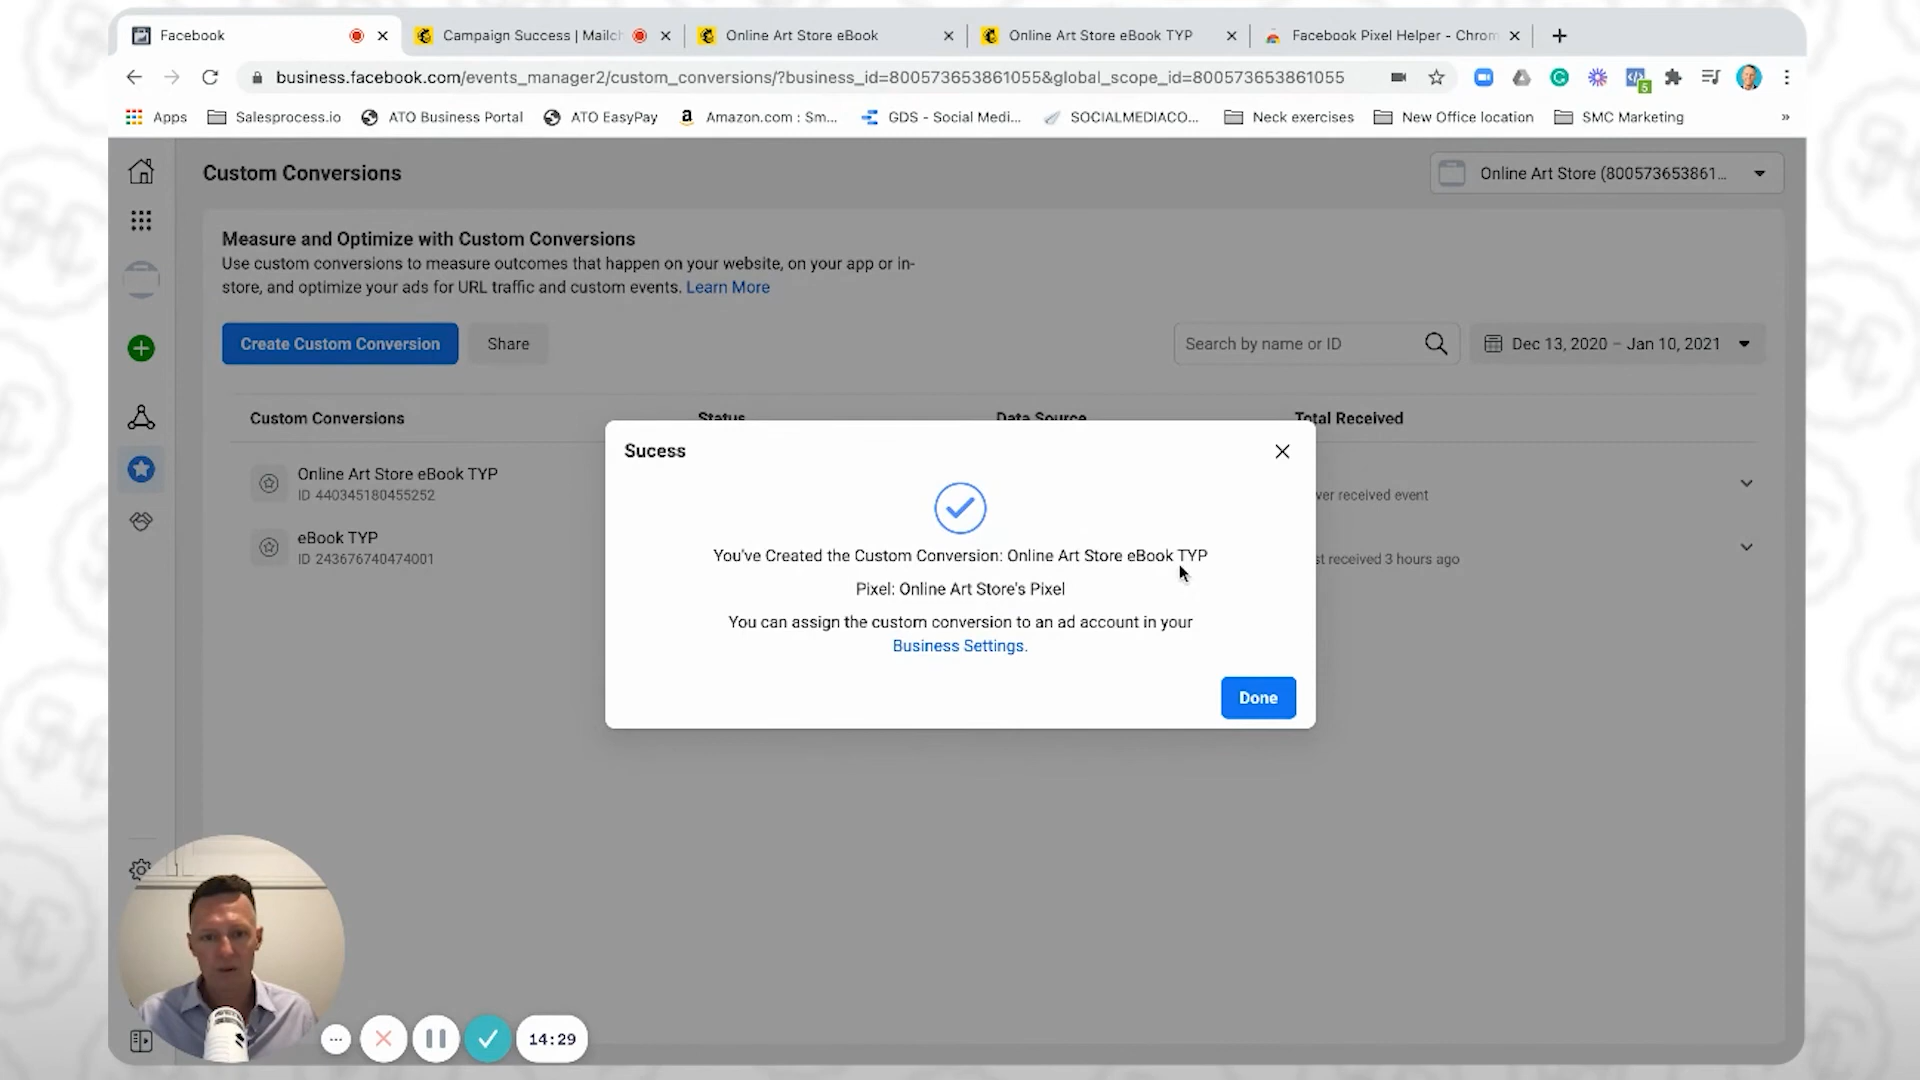 Facebook
Campaign Success | Mailch
Online Art Store eBook
Online Art Store eBook TYP
Facebook Pixel Helper - Chrom
business.facebook.com/events_manager2/custom_conversions/?business_id=800573653861055&global_scope_id=800573653861055
5
Apps
Salesprocess.io
ATO Business Portal
ATO EasyPay
Amazon.com : Sm...
GDS - Social Medi...
SOCIALMEDIACO...
Neck exercises
New Office location
SMC Marketing
»
Custom Conversions
Online Art Store (800573653861...
Measure and Optimize with Custom Conversions
Use custom conversions to measure outcomes that happen on your website, on your app or in-
store, and optimize your ads for URL traffic and custom events. Learn More
Create Custom Conversion
Share
Search by name or ID
Dec 13, 2020 – Jan 10, 2021
Custom Conversions
Status
Data Source
Total Received
Online Art Store eBook TYP
ID 440345180455252
ver received event
eBook TYP
ID 243676740474001
st received 3 hours ago
Sucess
You've Created the Custom Conversion: Online Art Store eBook TYP
Pixel: Online Art Store's Pixel
You can assign the custom conversion to an ad account in your
Business Settings.
Done
14:29